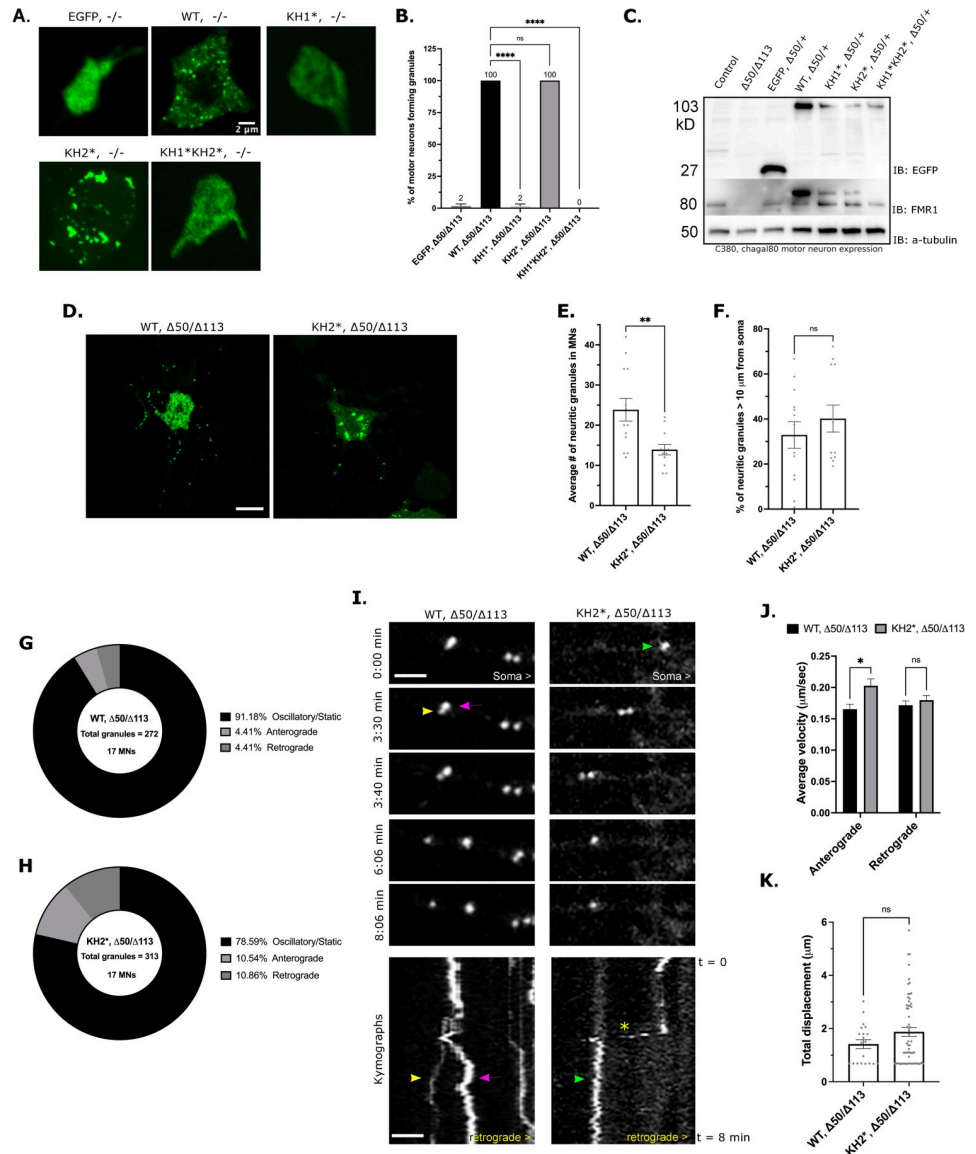 A.
EGFP, -/-
WT, -/-
KH1*, -/-
2 μm
KH2*, -/-
KH1*KH2*, -/-
B.
% of motor neurons forming granules
125
100
75
50
25
0
****
ns
****
2
100
2
100
0
EGFP, Δ50/Δ113
WT, Δ50/Δ113
KH1*, Δ50/Δ113
KH2*, Δ50/Δ113
KH1*KH2*, Δ50/Δ113
C.
Control
Δ50/Δ113
EGFP, Δ50/+
WT, Δ50/+
KH1*, Δ50/+
KH2*, Δ50/+
KH1*KH2*, Δ50/+
103
kD
27
IB: EGFP
80
IB: FMR1
50
IB: a-tubulin
C380, chagal80 motor neuron expression
D.
WT, Δ50/Δ113
KH2*, Δ50/Δ113
E.
Average # of neuritic granules in MNs
40
30
20
10
0
**
WT, Δ50/Δ113
KH2*, Δ50/Δ113
F.
% of neuritic granules > 10 μm from soma
80
60
40
20
0
ns
WT, Δ50/Δ113
KH2*, Δ50/Δ113
G
WT, Δ50/Δ113
Total granules = 272
17 MNs
91.18% Oscillatory/Static
4.41% Anterograde
4.41% Retrograde
H
KH2*, Δ50/Δ113
Total granules = 313
17 MNs
78.59% Oscillatory/Static
10.54% Anterograde
10.86% Retrograde
I.
WT, Δ50/Δ113
KH2*, Δ50/Δ113
0:00 min
Soma >
Soma >
3:30 min
3:40 min
6:06 min
8:06 min
Kymographs
t = 0
*
retrograde >
retrograde >
t = 8 min
J.
WT, Δ50/Δ113
KH2*, Δ50/Δ113
Average velocity (μm/sec)
0.25
0.20
0.15
0.10
0.05
0.00
*
ns
Anterograde
Retrograde
K.
Total displacement (μm)
6
4
2
0
ns
WT, Δ50/Δ113
KH2*, Δ50/Δ113